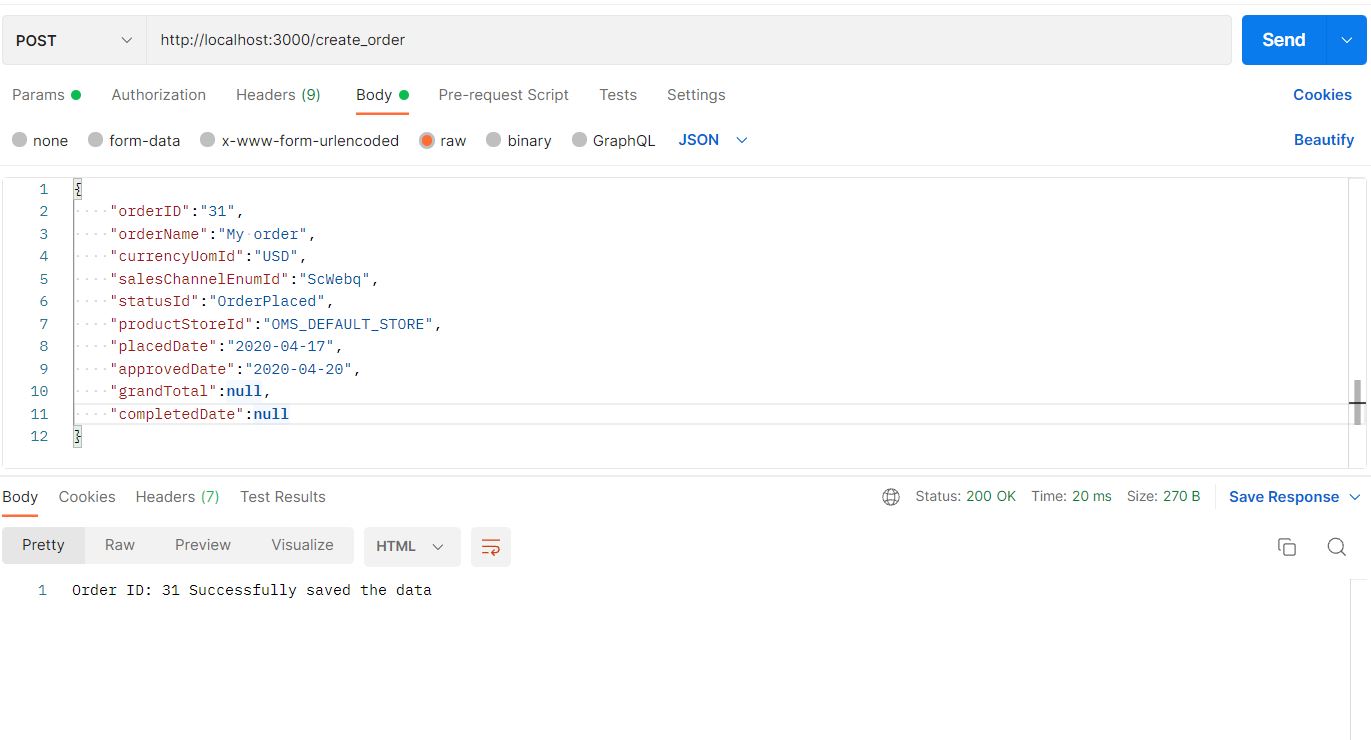 POST http://localhost:3000/create_order Send
Params Authorization Headers (9) Body Pre-request Script Tests Settings Cookies
none form-data x-www-form-urlencoded raw binary GraphQL JSON Beautify
1 {
2 "orderID":"31",
3 "orderName":"My order",
4 "currencyUomId":"USD",
5 "salesChannelEnumId":"ScWebq",
6 "statusId":"OrderPlaced",
7 "productStoreId":"OMS_DEFAULT_STORE",
8 "placedDate":"2020-04-17",
9 "approvedDate":"2020-04-20",
10 "grandTotal":null,
11 "completedDate":null
12 }
Body Cookies Headers (7) Test Results Status: 200 OK Time: 20 ms Size: 270 B Save Response
Pretty Raw Preview Visualize HTML
1 Order ID: 31 Successfully saved the data